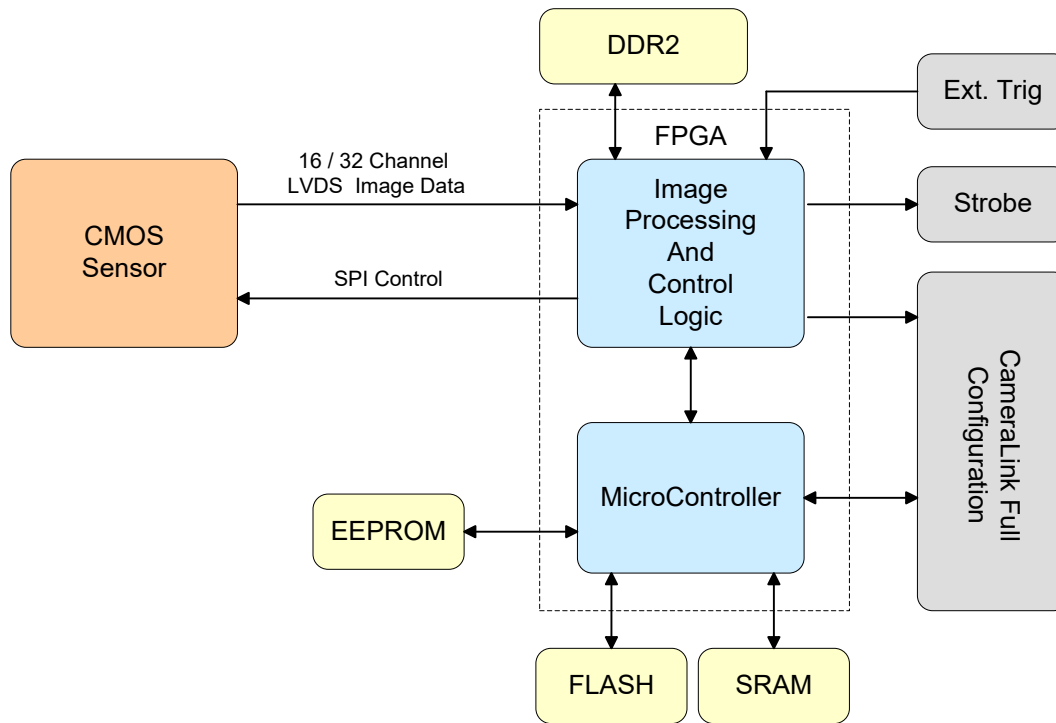 DDR2
Ext. Trig
FPGA
16 / 32 Channel
LVDS  Image Data
CMOS
Sensor
SPI Control
Image
Processing
And
Control
Logic
Strobe
CameraLink Full
Configuration
MicroController
EEPROM
FLASH
SRAM